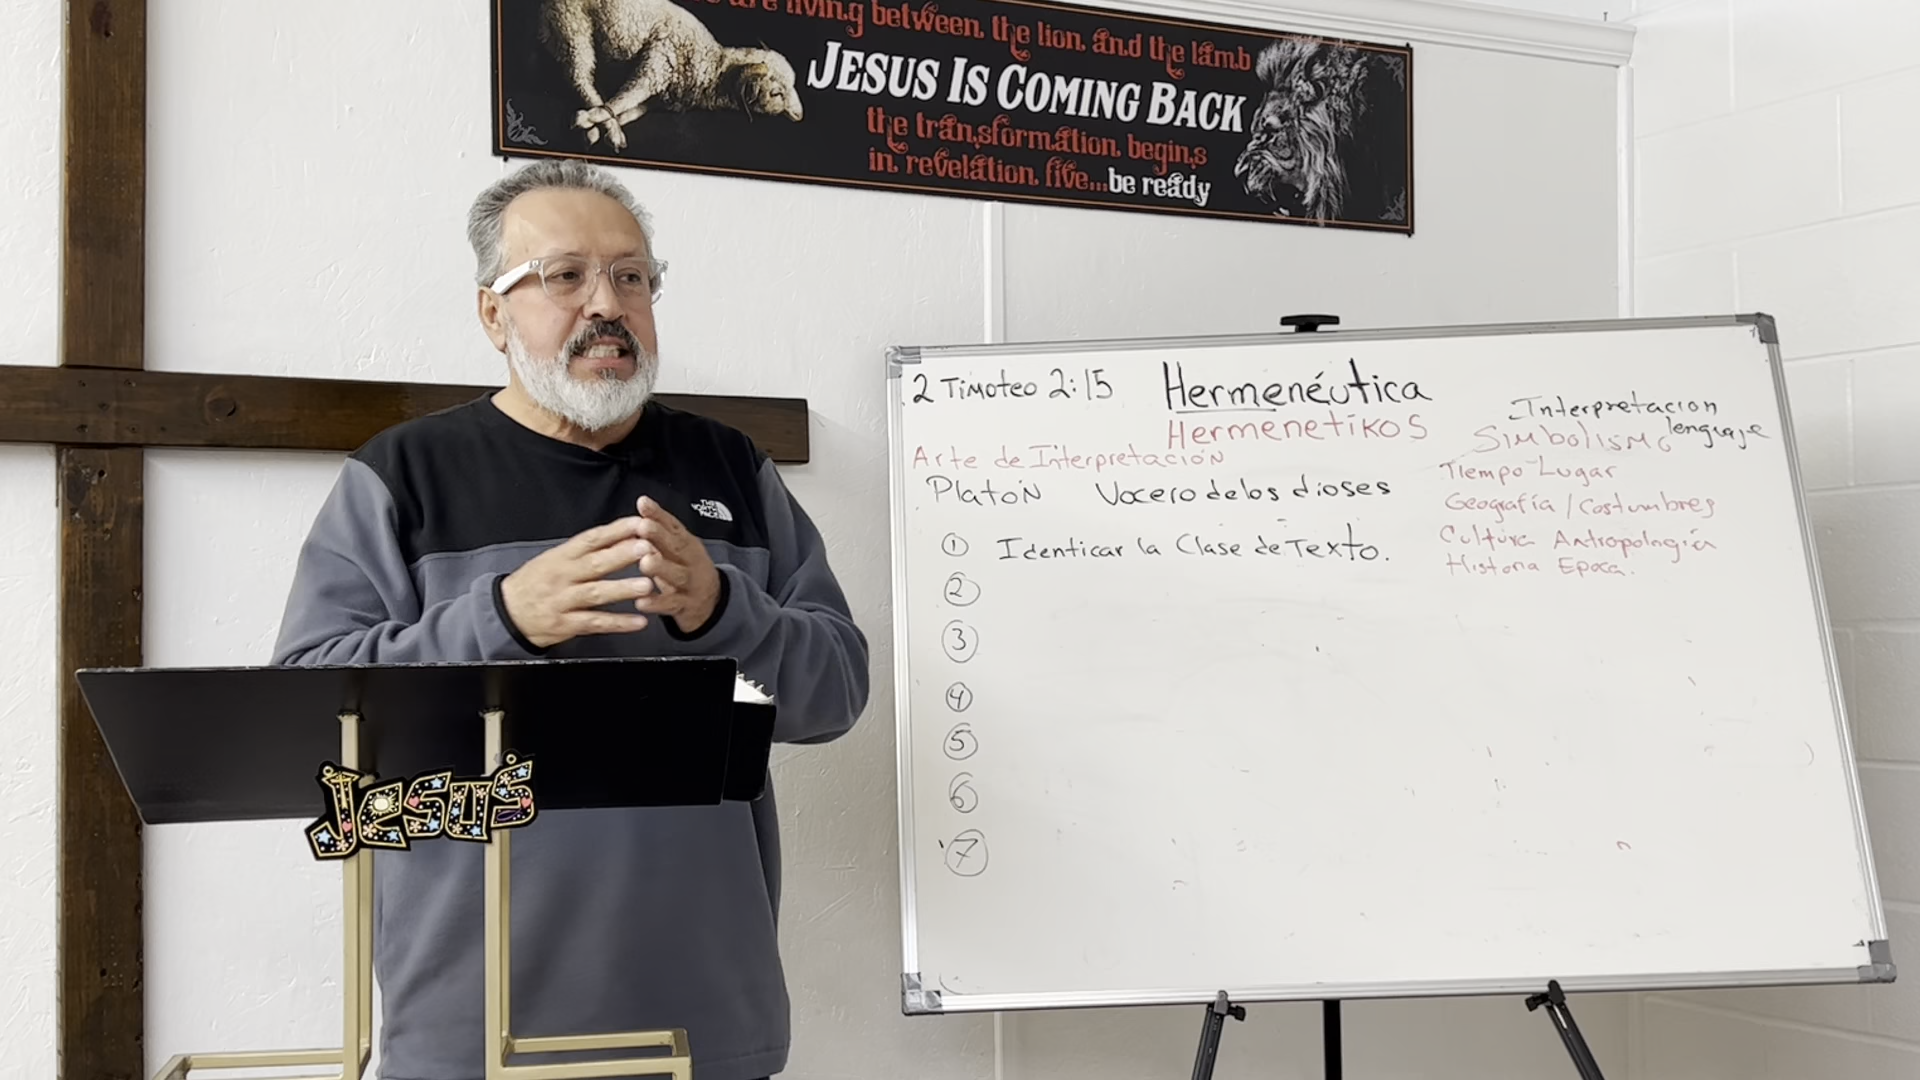 are living between the lion and the lamb
JESUS IS COMING BACK
the transformation begins
in revelation five...be ready
THE
NORTH
FACE
Jesus
2 Timoteo 2:15
Hermenéutica
Hermenetikos
Arte de Interpretación
Platon Vocero de los dioses
1 Identicar la Clase de Texto.
2
3
4
5
6
7
Interpretacion
lenguaje
Simbolismo
Tiempo Lugar
Geografía / Costumbres
Cultura Antropología
Historia Epoca.